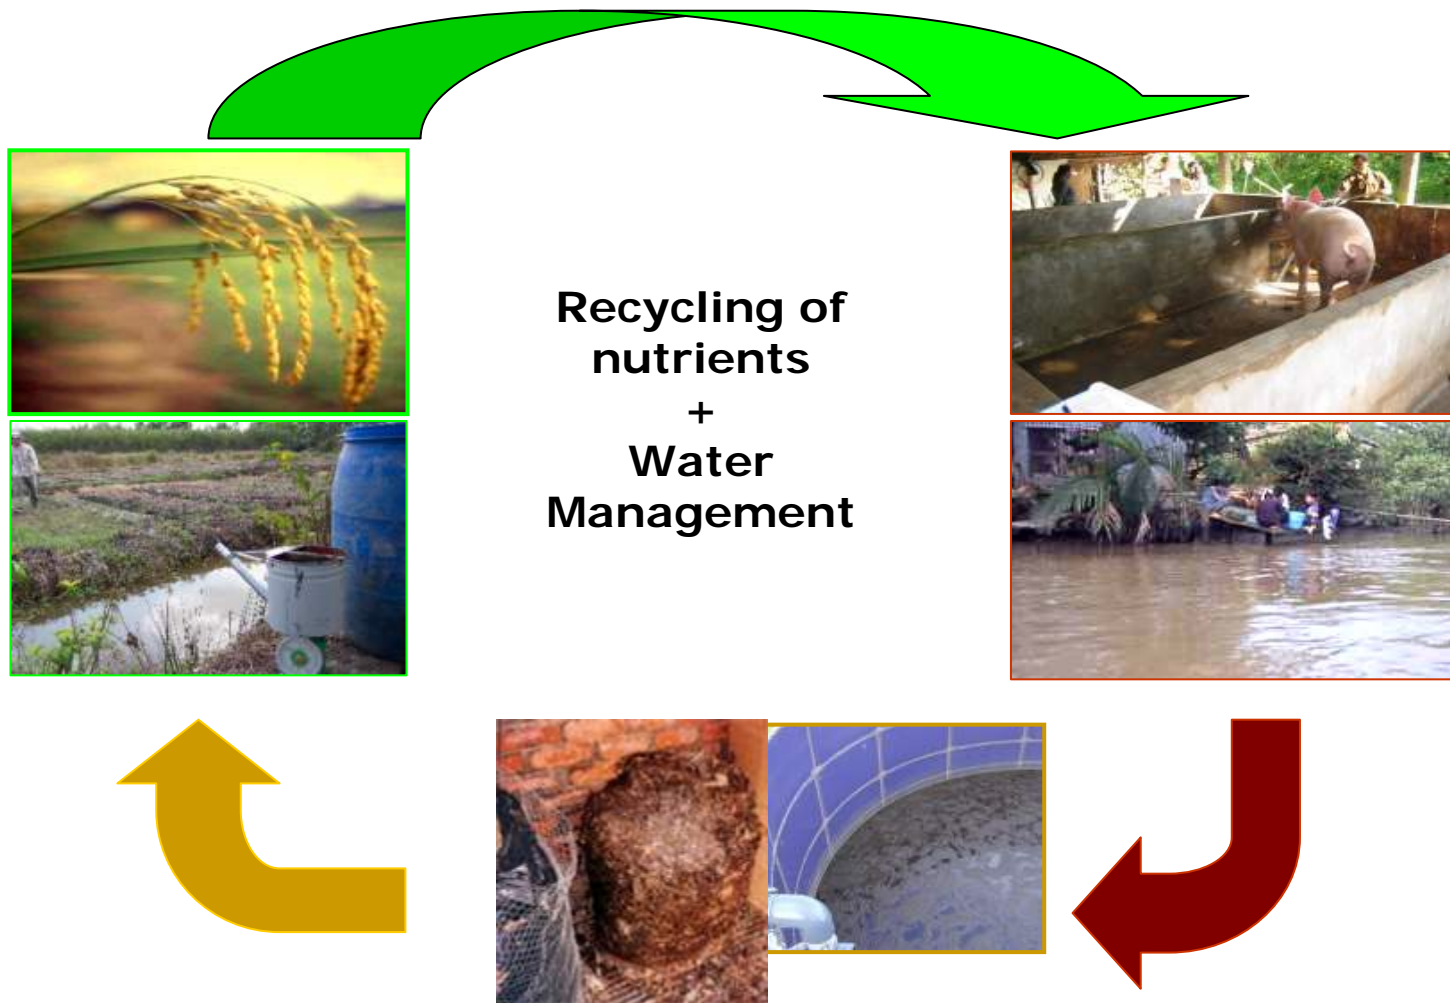 Recycling of
nutrients
+
Water
Management